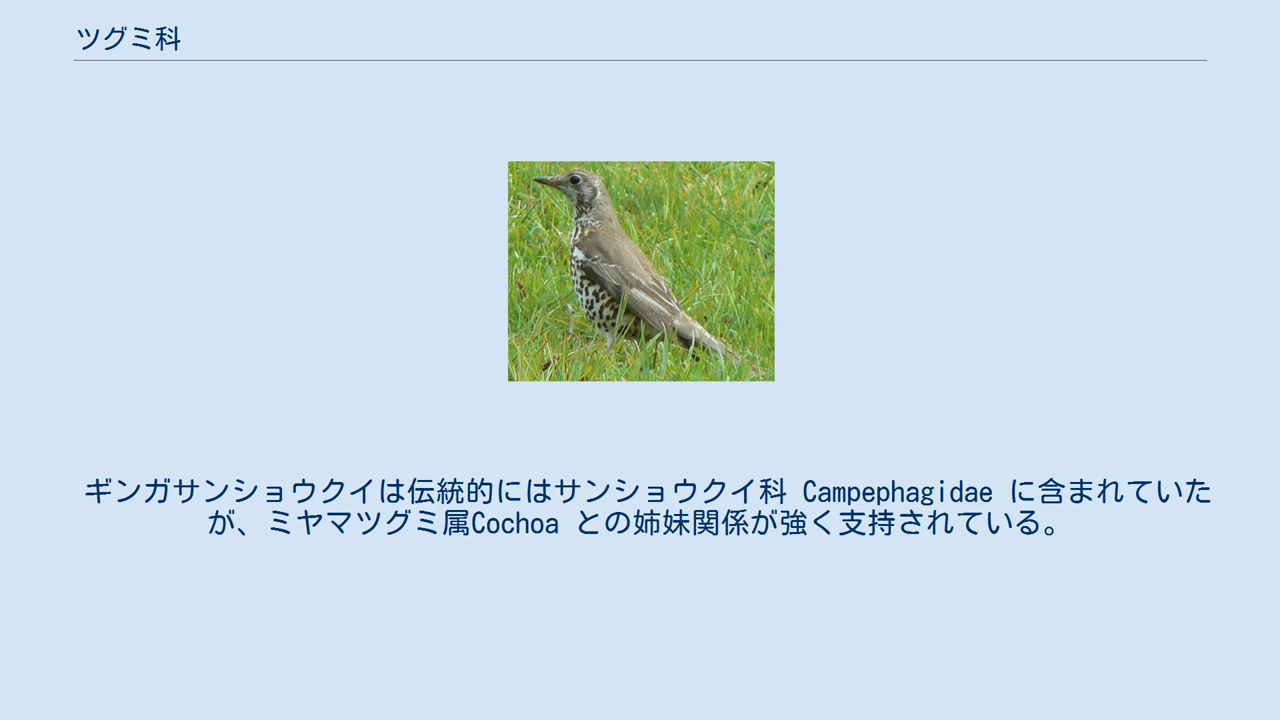 ツグミ科
ギンガサンショウクイは伝統的にはサンショウクイ科 Campephagidae に含まれていた
が、ミヤマツグミ属Cochoa との姉妹関係が強く支持されている。